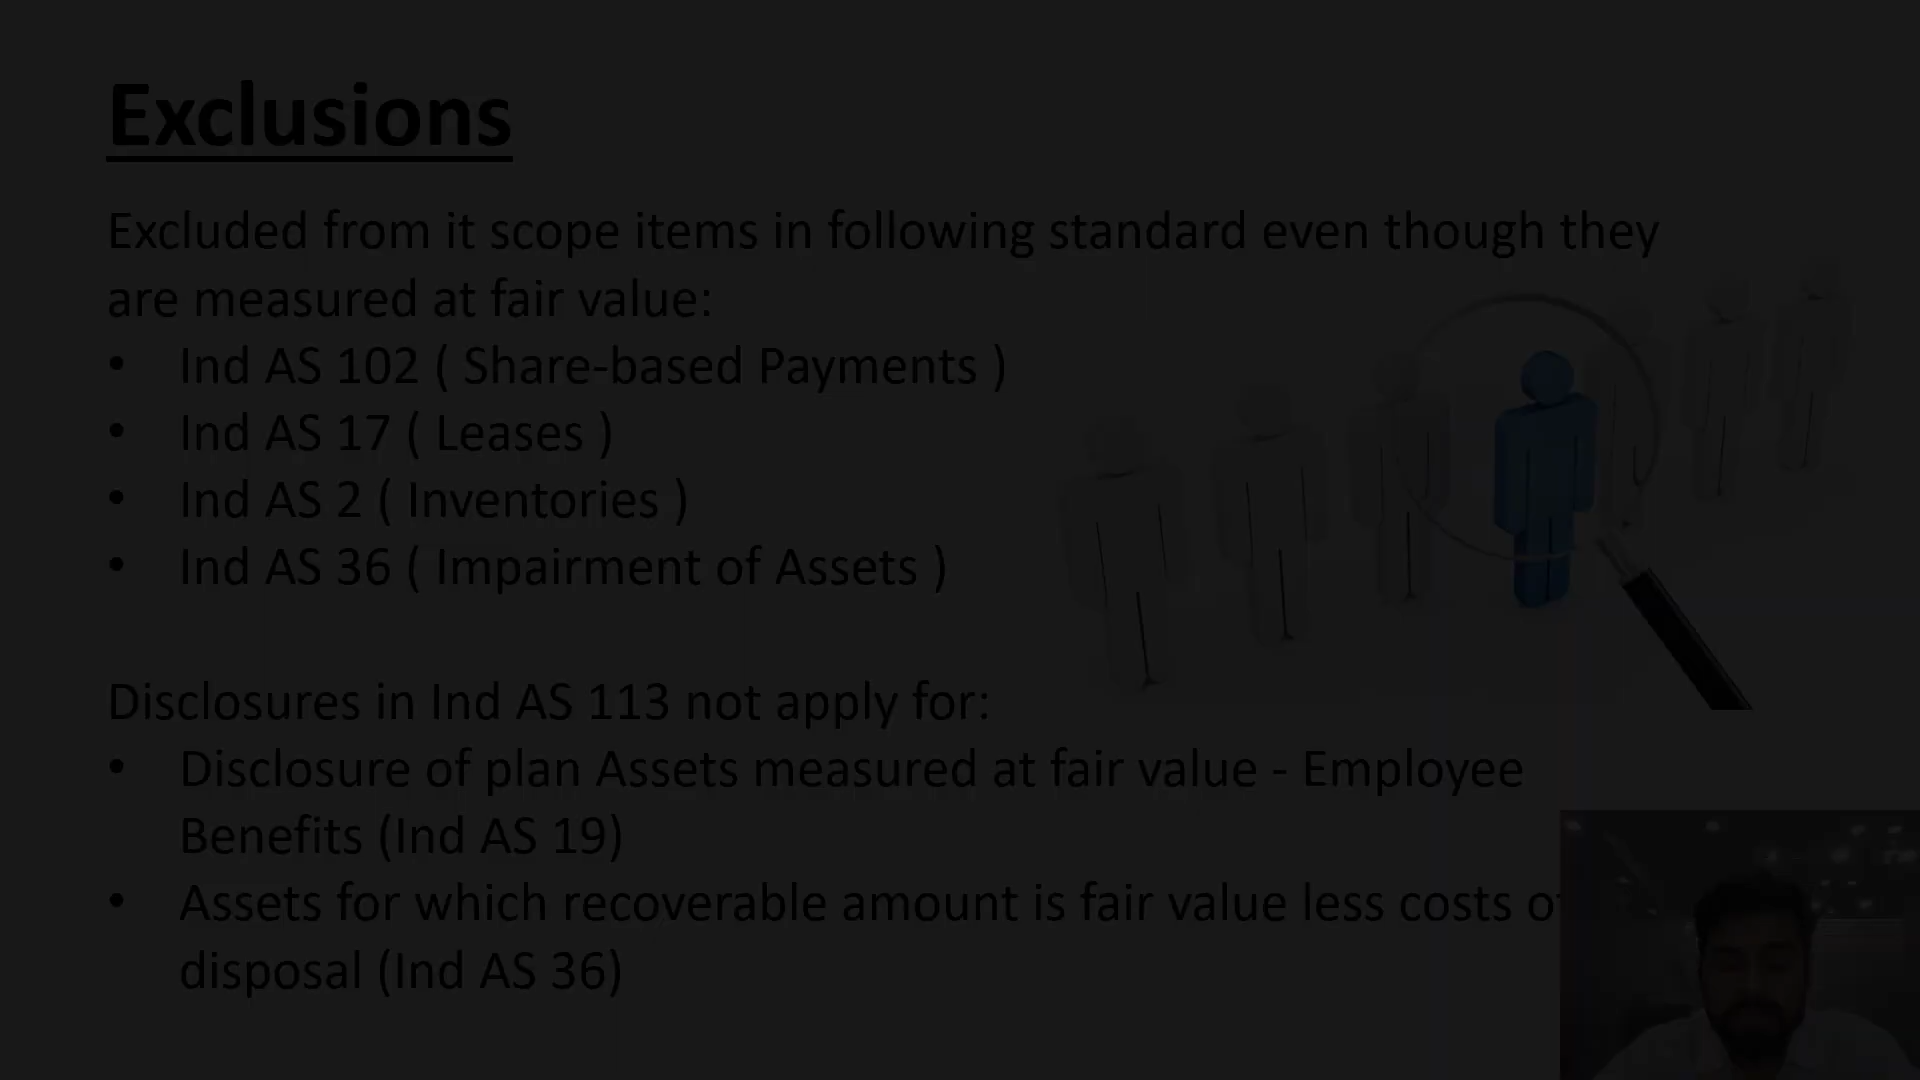 Exclusions
Excluded from it scope items in following standard even though they
are measured at fair value:
• Ind AS 102 ( Share-based Payments )
• Ind AS 17 ( Leases )
• Ind AS 2 ( Inventories )
• Ind AS 36 ( Impairment of Assets )
Disclosures in Ind AS 113 not apply for:
• Disclosure of plan Assets measured at fair value - Employee
Benefits (Ind AS 19)
• Assets for which recoverable amount is fair value less costs of
disposal (Ind AS 36)